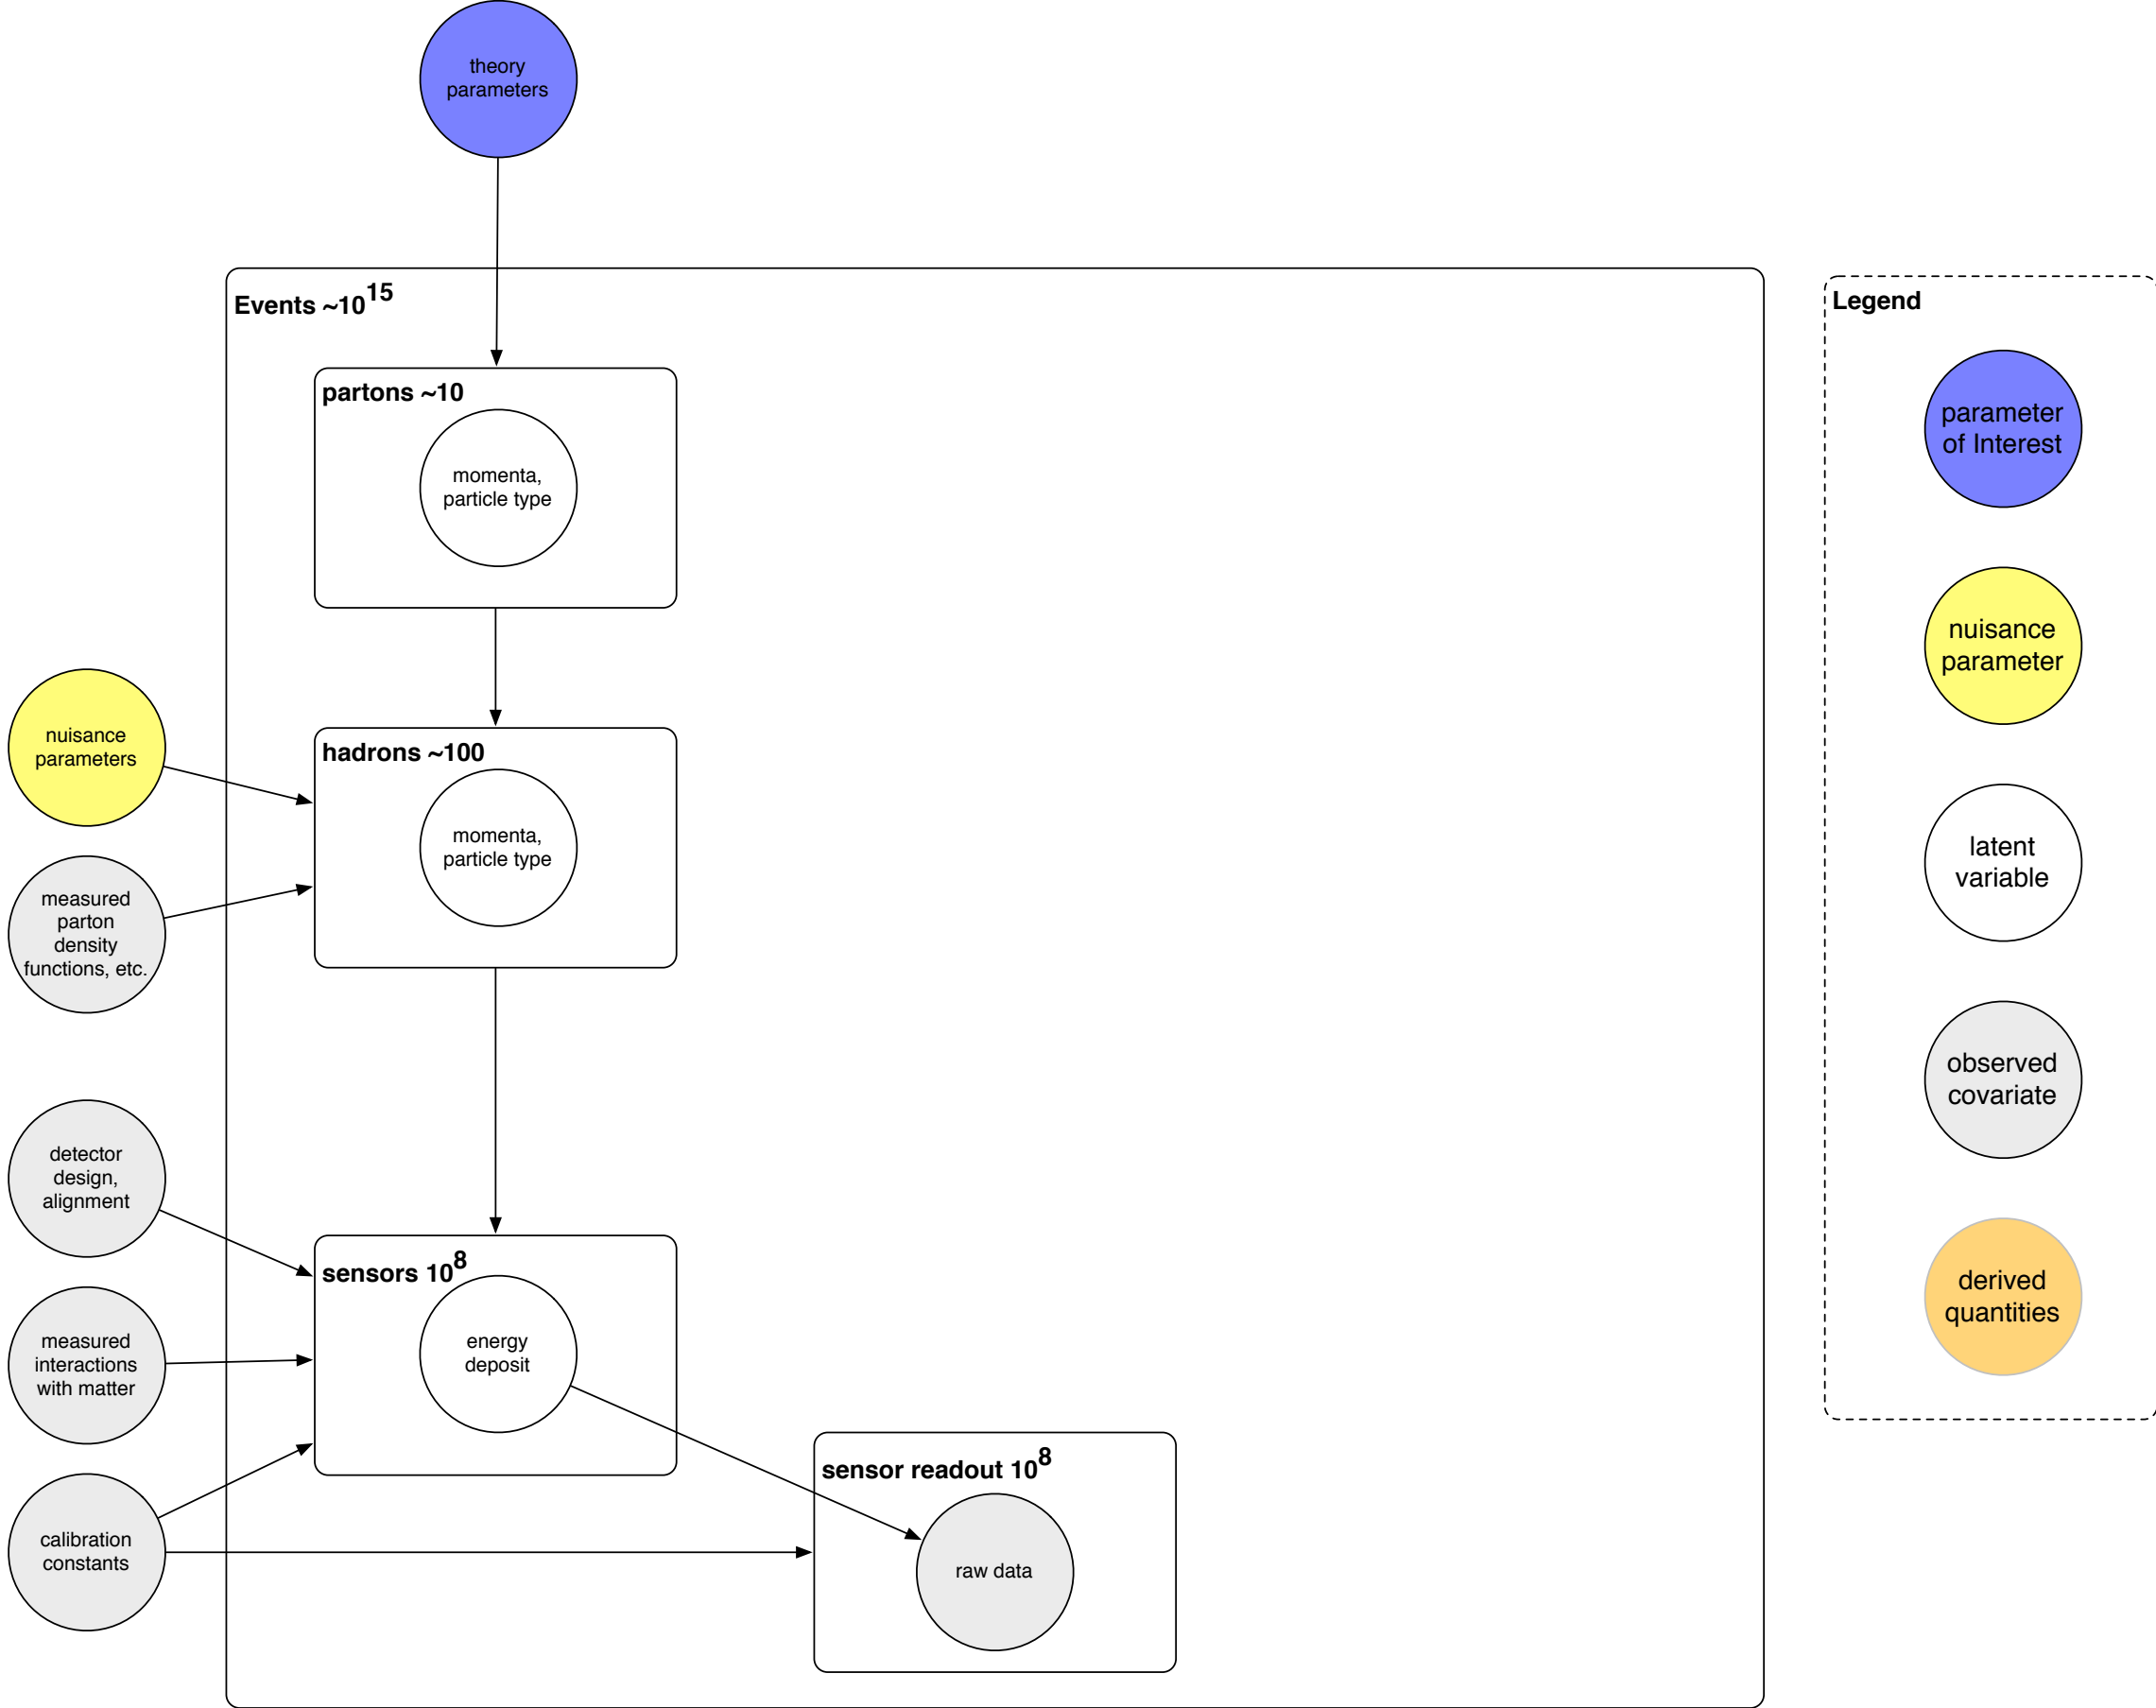 theory
parameters
Events ~10^15
partons ~10
momenta,
particle type
nuisance
parameters
hadrons ~100
momenta,
particle type
measured
parton
density
functions, etc.
detector
design,
alignment
sensors 10^8
energy
deposit
measured
interactions
with matter
sensor readout 10^8
raw data
calibration
constants
Legend
parameter
of Interest
nuisance
parameter
latent
variable
observed
covariate
derived
quantities